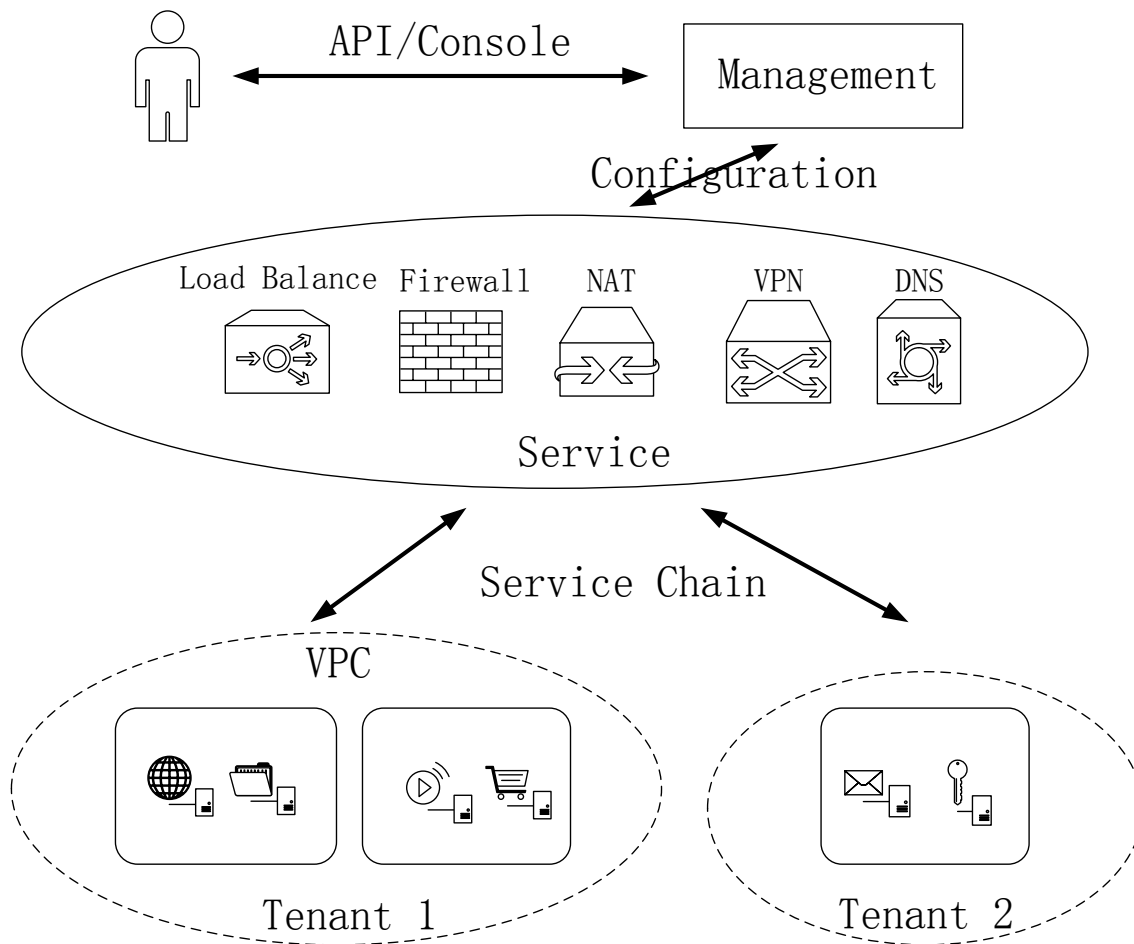 API/Console
Management
Configuration
Load Balance
Firewall
NAT
VPN
DNS
Service
Service Chain
VPC
Tenant 1
Tenant 2